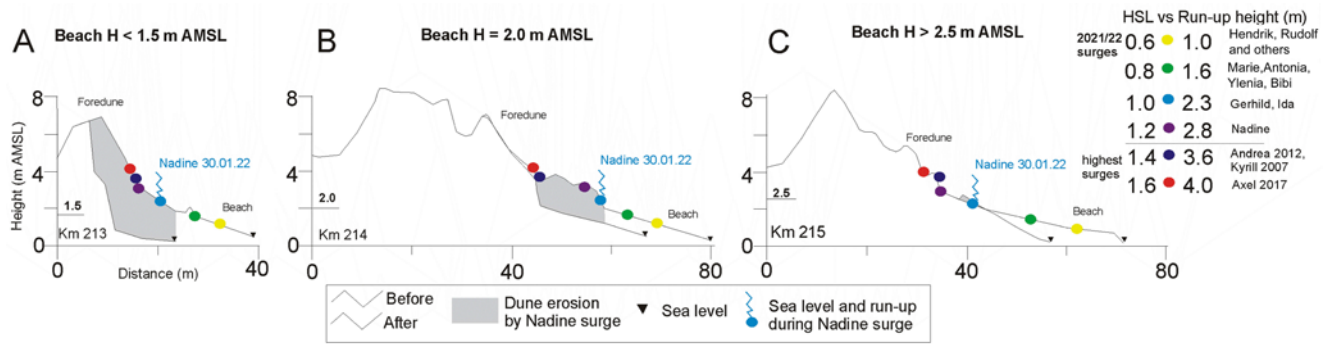 A
Beach H < 1.5 m AMSL
B
Beach H = 2.0 m AMSL
C
Beach H > 2.5 m AMSL
HSL vs Run-up height (m)
2021/22 surges
0.6 1.0 Hendrik, Rudolf and others
0.8 1.6 Marie,Antonia, Ylenia, Bibi
1.0 2.3 Gerhild, Ida
1.2 2.8 Nadine
highest surges
1.4 3.6 Andrea 2012, Kyrill 2007
1.6 4.0 Axel 2017
Height (m AMSL)
8
4
0
Foredune
Nadine 30.01.22
1.5
Beach
Km 213
0
40
Distance (m)
8
4
0
Foredune
Nadine 30.01.22
2.0
Beach
Km 214
0
40
80
8
4
0
Foredune
Nadine 30.01.22
2.5
Beach
Km 215
0
40
80
Before
After
Dune erosion
by Nadine surge
Sea level
Sea level and run-up
during Nadine surge